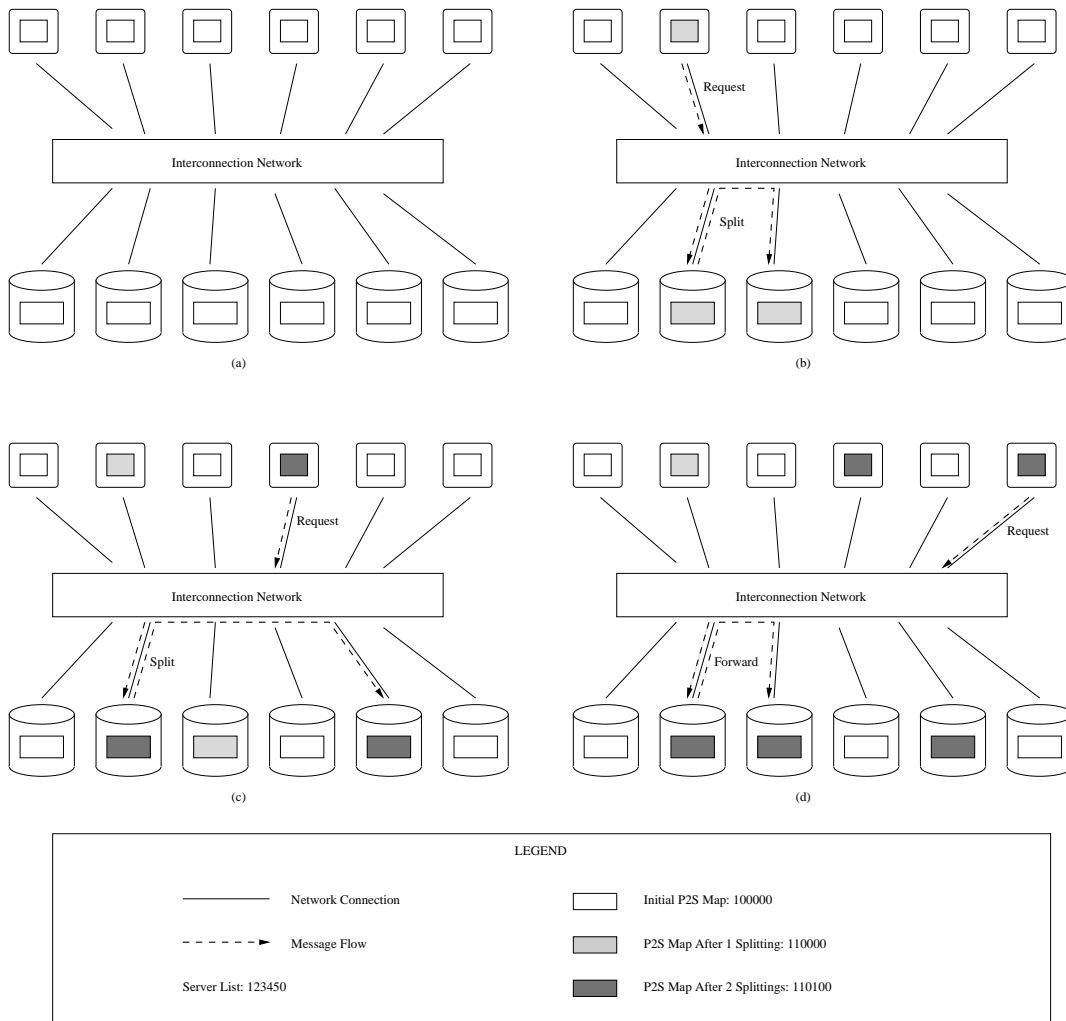 Interconnection Network
(a)
Request
Interconnection Network
Split
(b)
Request
Interconnection Network
Split
(c)
Request
Interconnection Network
Forward
(d)
LEGEND
Network Connection
Initial P2S Map: 100000
Message Flow
P2S Map After 1 Splitting: 110000
Server List: 123450
P2S Map After 2 Splittings: 110100